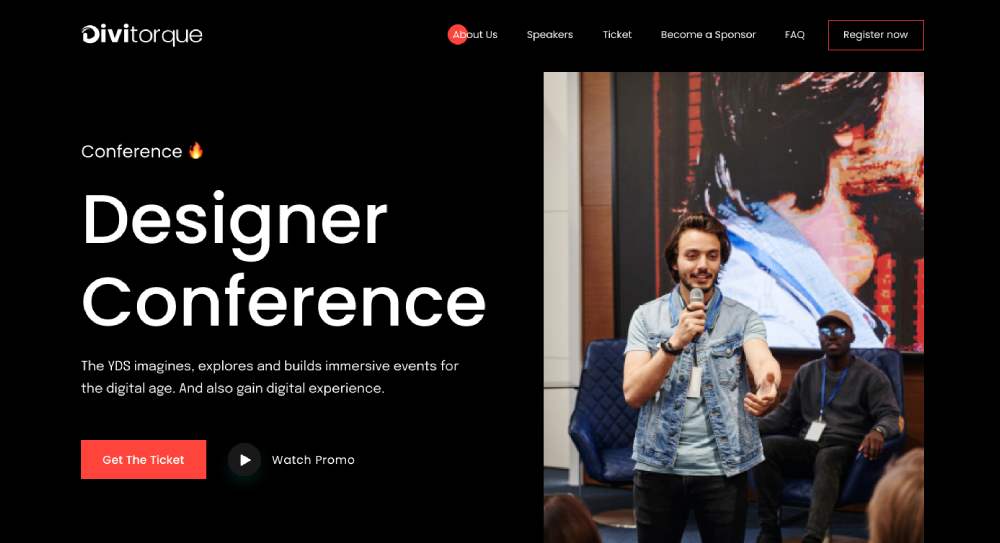 Divitorque
About Us
Speakers
Ticket
Become a Sponsor
FAQ
Register now
Conference 🔥
Designer
Conference
The YDS imagines, explores and builds immersive events for
the digital age. And also gain digital experience.
Get The Ticket
Watch Promo